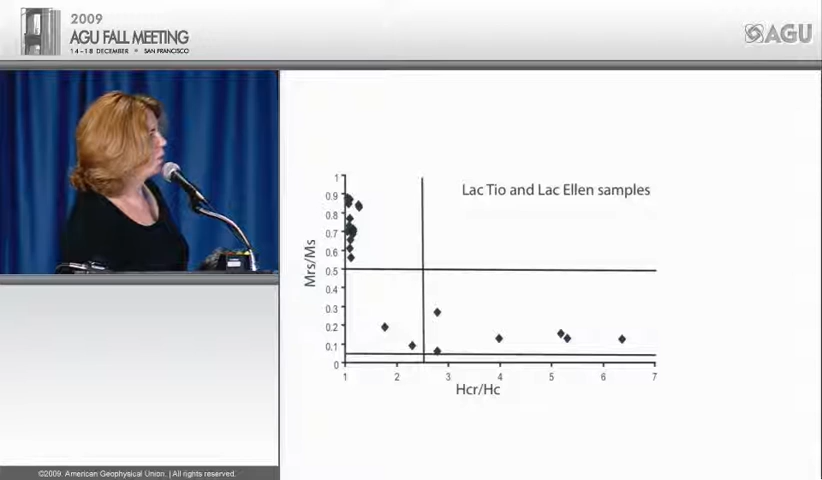 2009
AGU FALL MEETING
14-18 DECEMBER • SAN FRANCISCO
AGU
Lac Tio and Lac Ellen samples
Mrs/Ms
1
0.9
0.8
0.7
0.6
0.5
0.4
0.3
0.2
0.1
0
1 2 3 4 5 6 7
Hcr/Hc
©2009. American Geophysical Union. | All rights reserved.